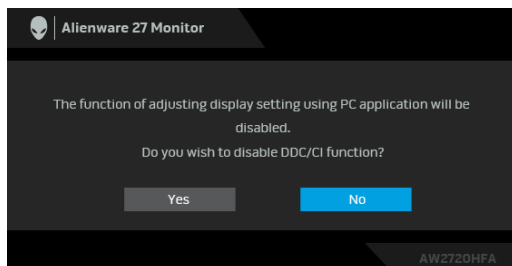 Alienware 27 Monitor
The function of adjusting display setting using PC application will be
disabled.
Do you wish to disable DDC/CI function?
Yes
No
AW2720HFA